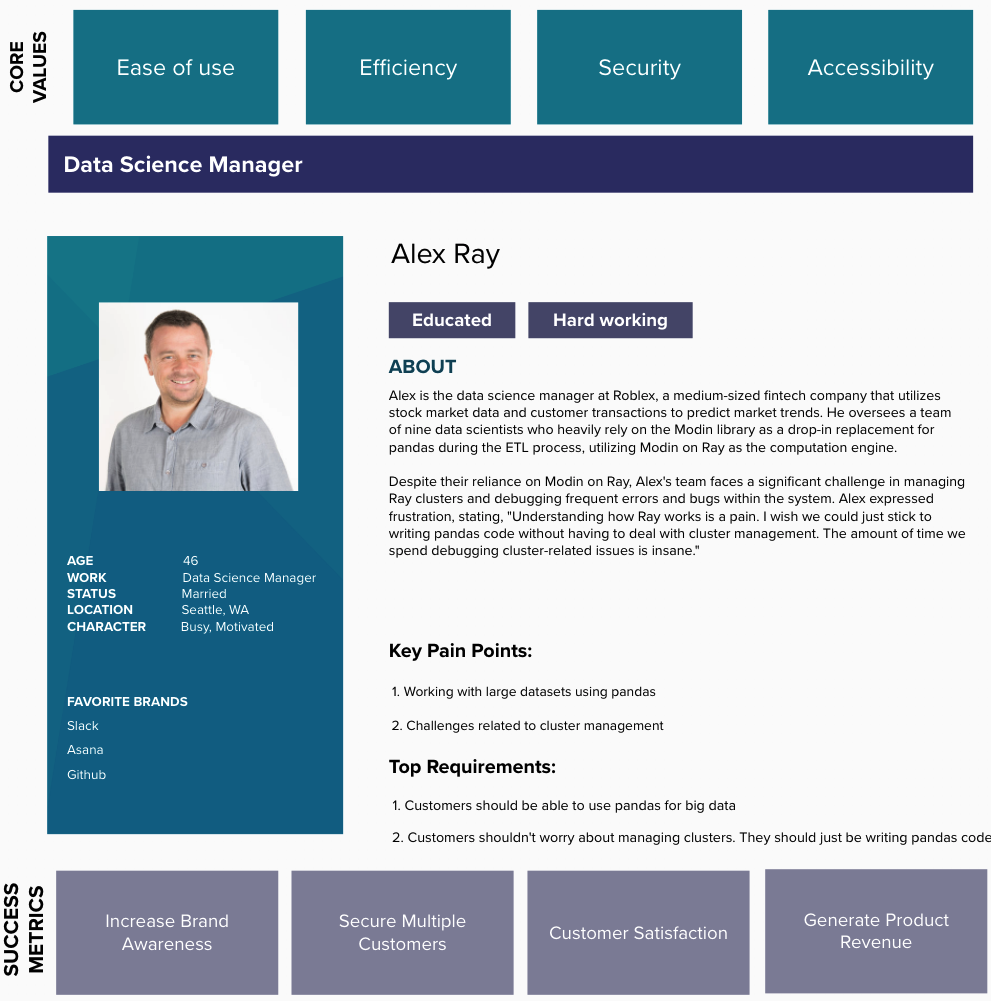 CORE
VALUES
Ease of use
Efficiency
Security
Accessibility
Data Science Manager
Alex Ray
Educated
Hard working
ABOUT
Alex is the data science manager at Roblex, a medium-sized fintech company that utilizes
stock market data and customer transactions to predict market trends. He oversees a team
of nine data scientists who heavily rely on the Modin library as a drop-in replacement for
pandas during the ETL process, utilizing Modin on Ray as the computation engine.
Despite their reliance on Modin on Ray, Alex's team faces a significant challenge in managing
Ray clusters and debugging frequent errors and bugs within the system. Alex expressed
frustration, stating, "Understanding how Ray works is a pain. I wish we could just stick to
writing pandas code without having to deal with cluster management. The amount of time we
spend debugging cluster-related issues is insane."
AGE 46
WORK Data Science Manager
STATUS Married
LOCATION Seattle, WA
CHARACTER Busy, Motivated
FAVORITE BRANDS
Slack
Asana
Github
Key Pain Points:
1. Working with large datasets using pandas
2. Challenges related to cluster management
Top Requirements:
1. Customers should be able to use pandas for big data
2. Customers shouldn't worry about managing clusters. They should just be writing pandas code
SUCCESS
METRICS
Increase Brand
Awareness
Secure Multiple
Customers
Customer Satisfaction
Generate Product
Revenue